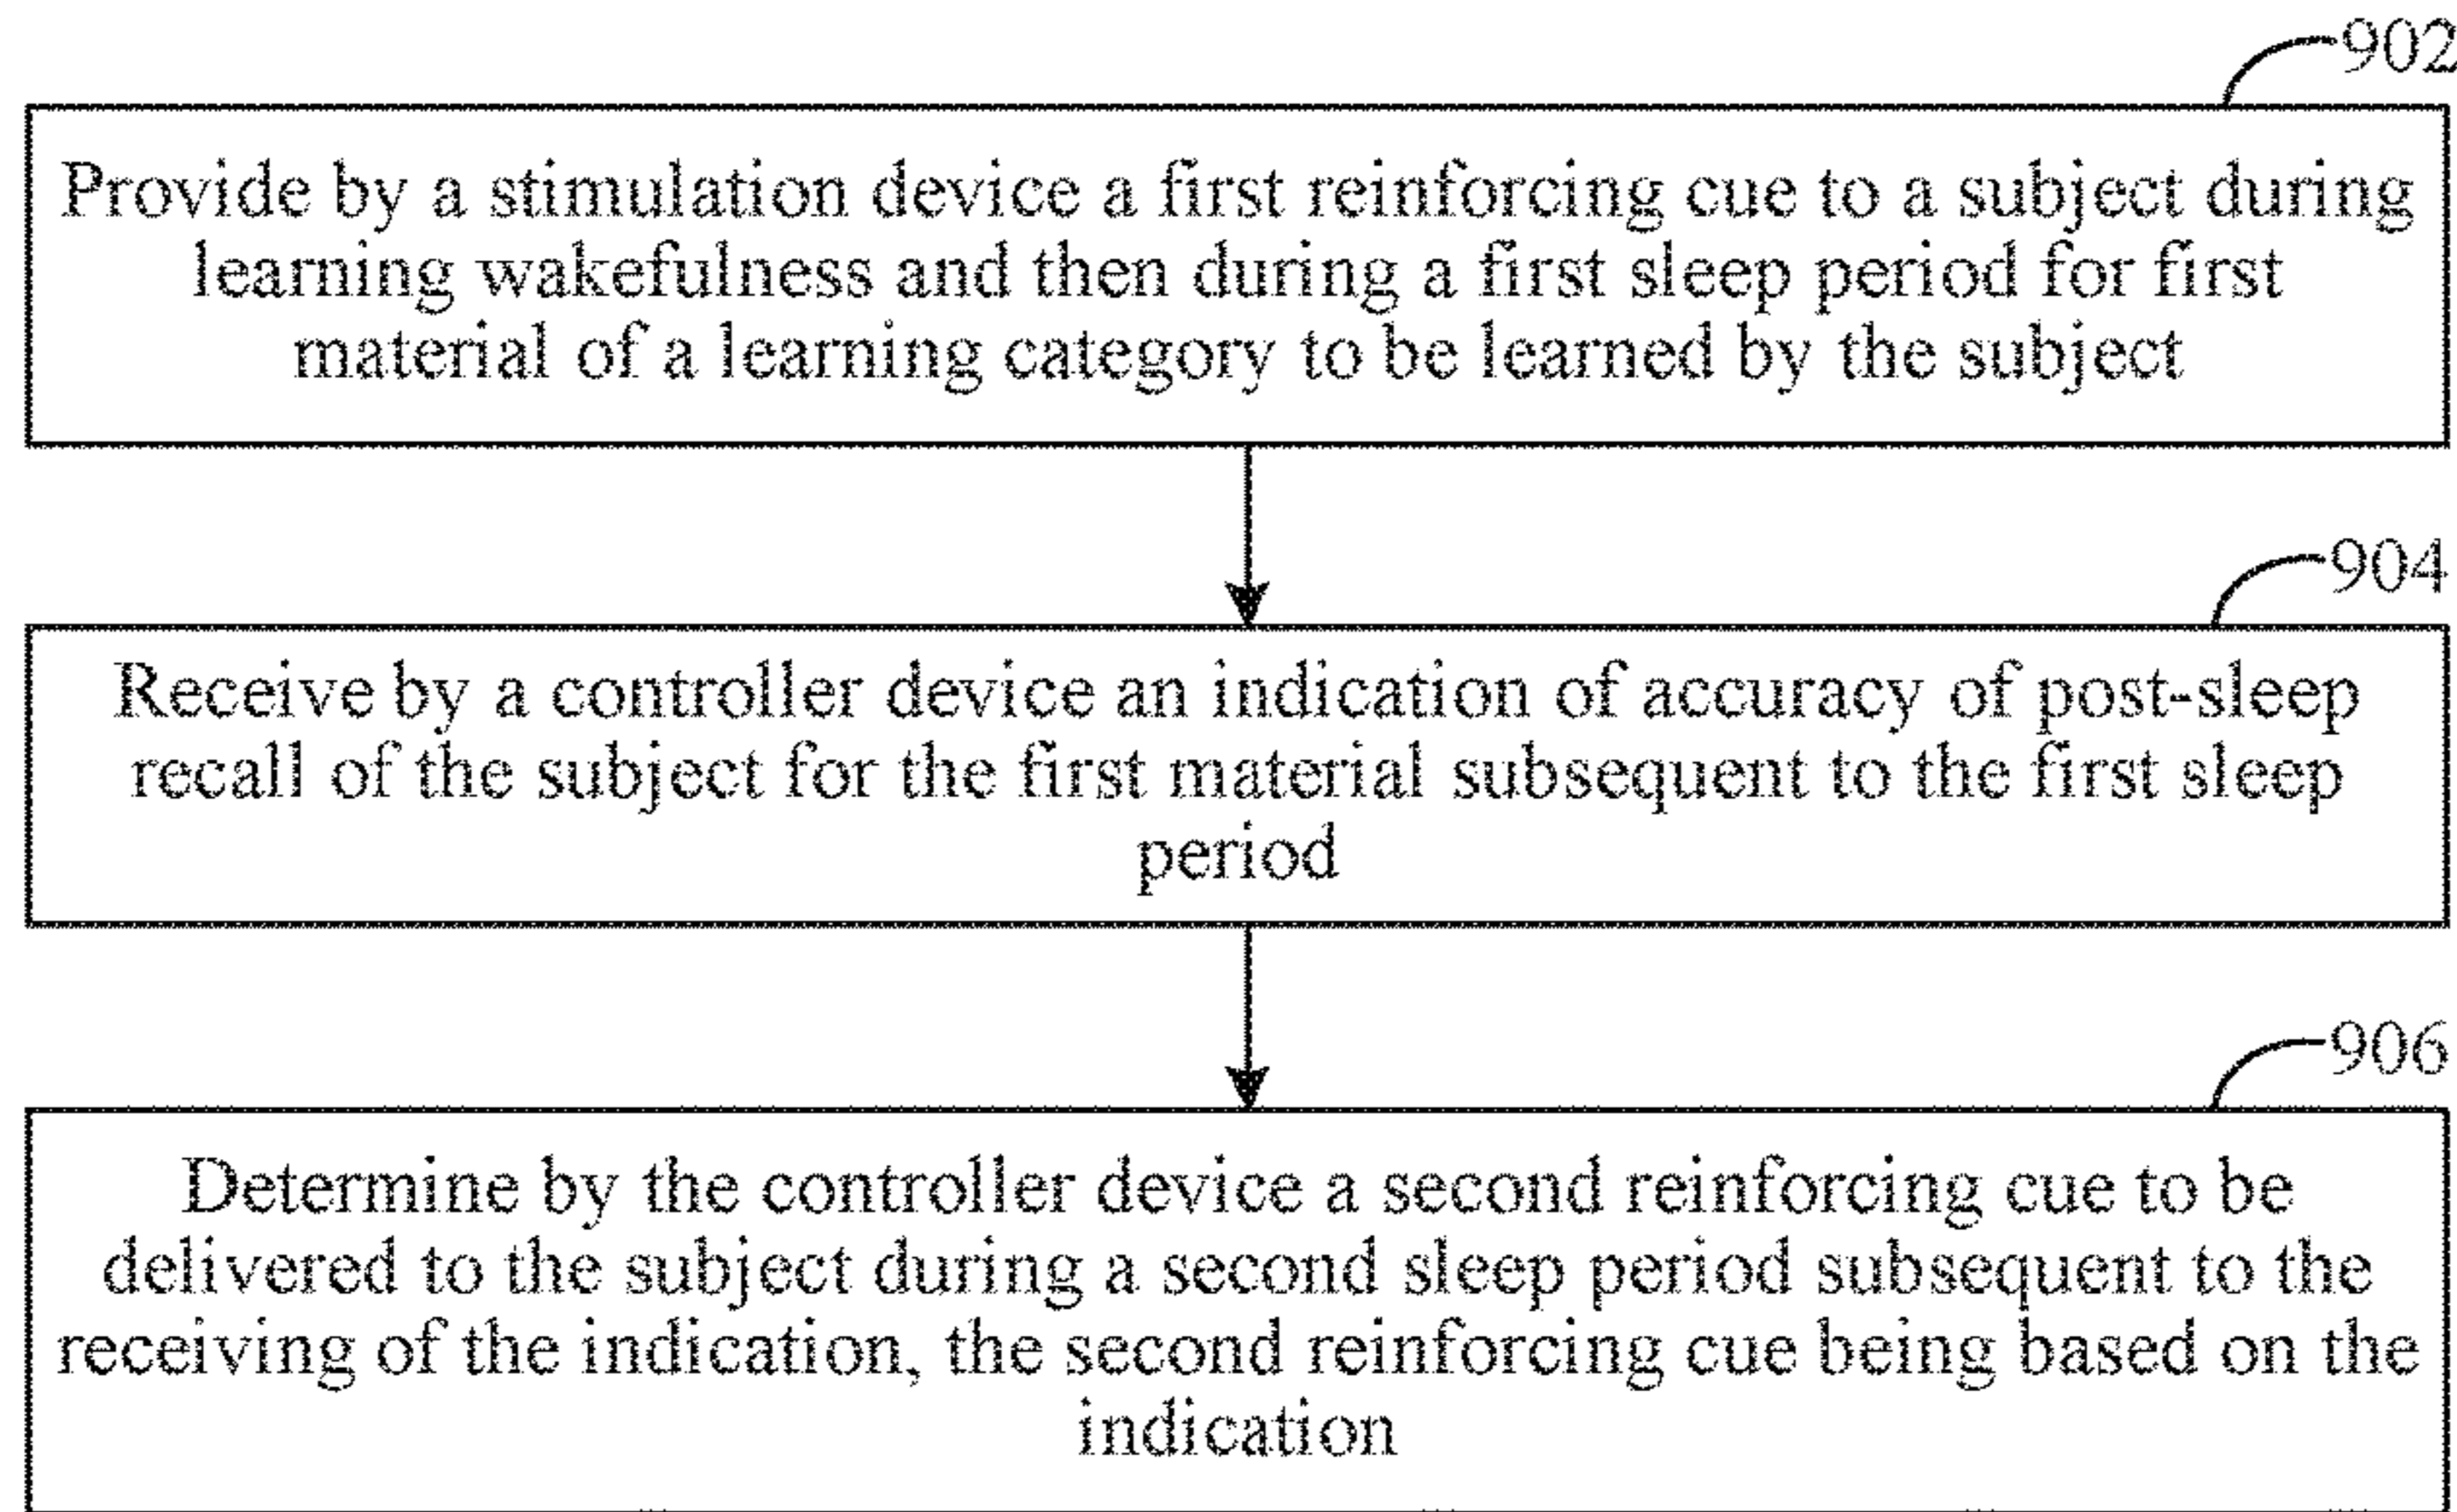 902
Provide by a stimulation device a first reinforcing cue to a subject during
learning wakefulness and then during a first sleep period for first
material of a learning category to be learned by the subject
904
Receive by a controller device an indication of accuracy of post-sleep
recall of the subject for the first material subsequent to the first sleep
period
906
Determine by the controller device a second reinforcing cue to be
delivered to the subject during a second sleep period subsequent to the
receiving of the indication, the second reinforcing cue being based on the
indication